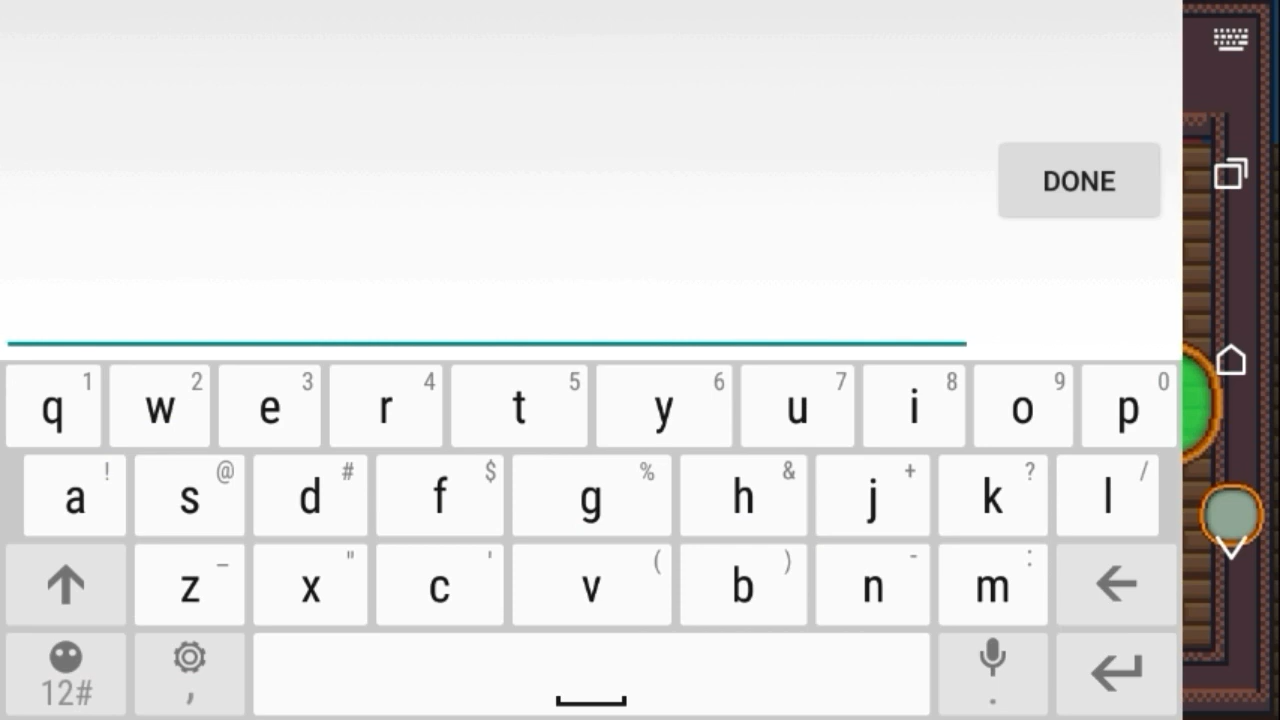 DONE
q 1 w 2 e 3 r 4 t 5 y 6 u 7 i 8 o 9 p 0
a ! s @ d # f $ g % h & j + k ? l /
z _ x " c ' v ( b ) n - m :
12# , .